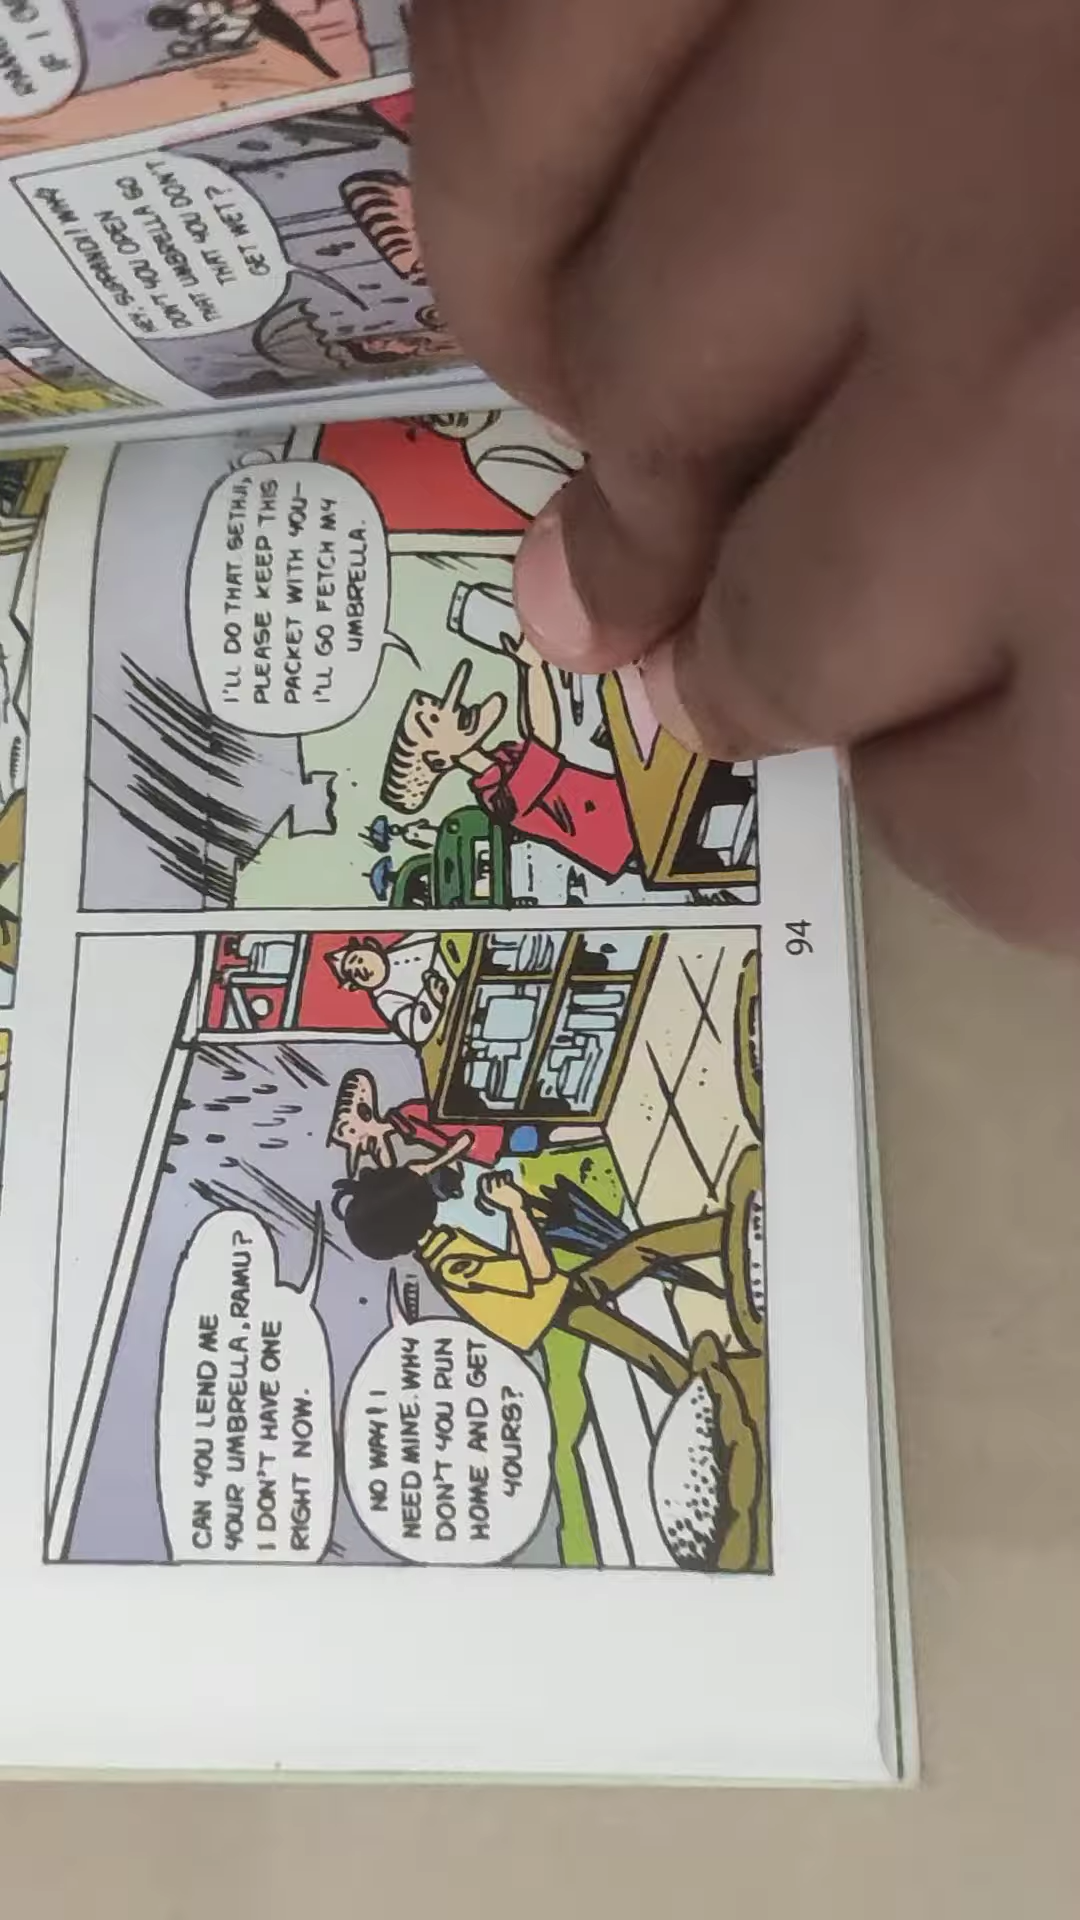 CAN YOU LEND ME
YOUR UMBRELLA, RAMU?
I DON'T HAVE ONE
RIGHT NOW.
NO WAY! I
NEED MINE. WHY
DON'T YOU RUN
HOME AND GET
YOURS?
I'LL DO THAT SETHJI,
PLEASE KEEP THIS
PACKET WITH YOU-
I'LL GO FETCH MY
UMBRELLA.
94
HEY, SUPPANDI! WHY
DON'T YOU OPEN
THAT UMBRELLA SO
THAT YOU DON'T
GET WET?
IF I